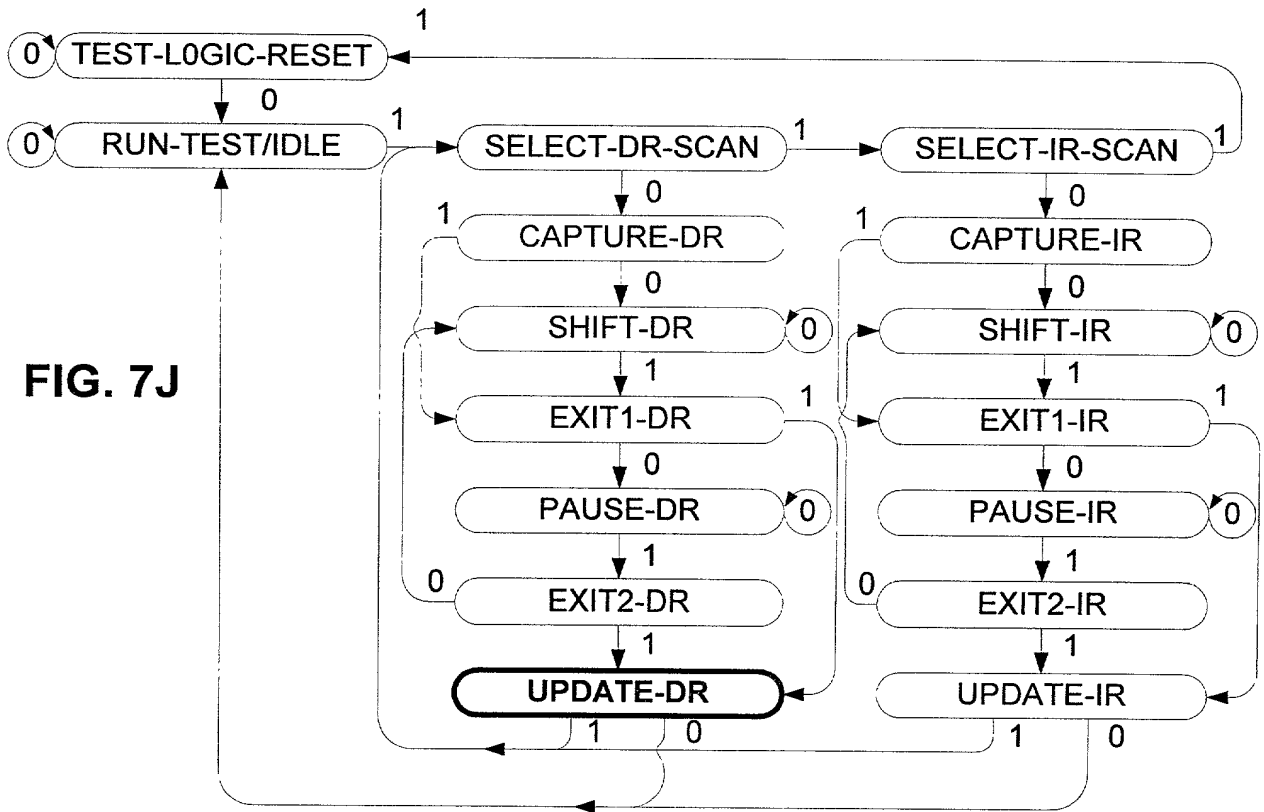 1
0 TEST-L0GIC-RESET
0
0 RUN-TEST/IDLE 1 SELECT-DR-SCAN 1 SELECT-IR-SCAN 1
0 0
1 CAPTURE-DR 1 CAPTURE-IR
0 0
SHIFT-DR 0 SHIFT-IR 0
FIG. 7J
1 1
EXIT1-DR 1 EXIT1-IR 1
0 0
PAUSE-DR 0 PAUSE-IR 0
1 1
0 EXIT2-DR 0 EXIT2-IR
1 1
UPDATE-DR UPDATE-IR
1 0 1 0